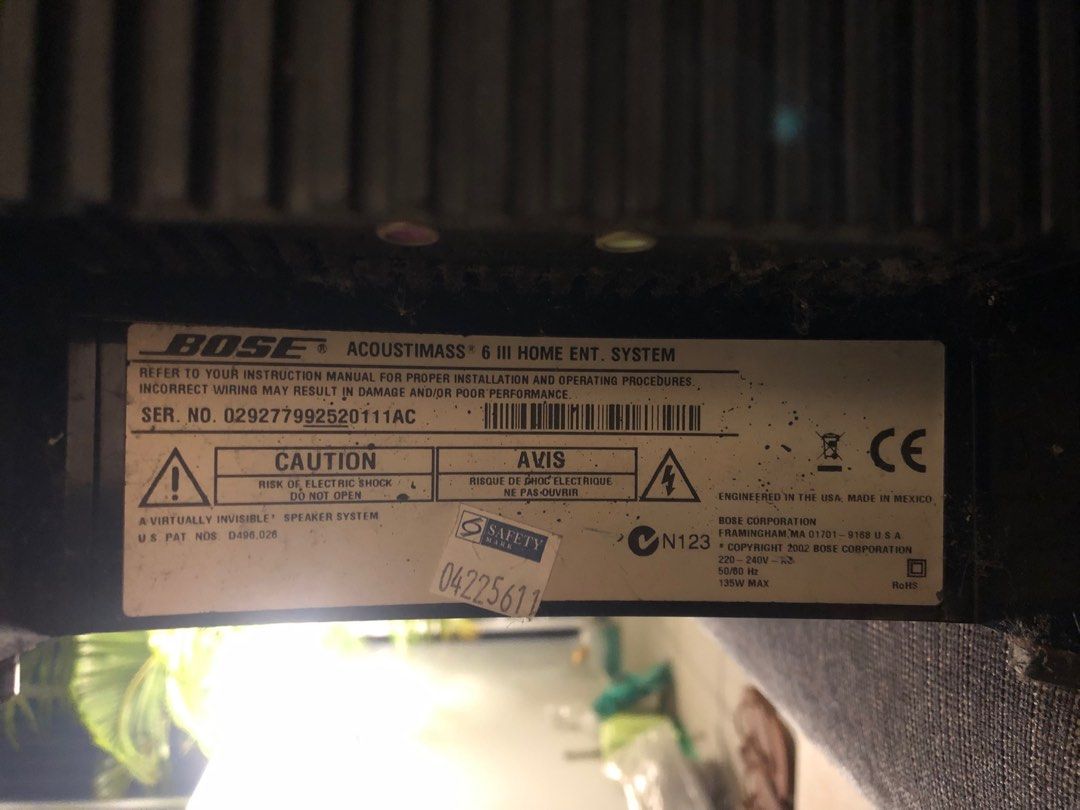 BOSE® ACOUSTIMASS® 6 III HOME ENT. SYSTEM
REFER TO YOUR INSTRUCTION MANUAL FOR PROPER INSTALLATION AND OPERATING PROCEDURES.
INCORRECT WIRING MAY RESULT IN DAMAGE AND/OR POOR PERFORMANCE.
SER. NO. 029277992520111AC
CAUTION
RISK OF ELECTRIC SHOCK
DO NOT OPEN
AVIS
RISQUE DE CHOC ELECTRIQUE
NE PAS OUVRIR
CE
ENGINEERED IN THE USA, MADE IN MEXICO
A VIRTUALLY INVISIBLE® SPEAKER SYSTEM
U.S. PAT NOS. D496,026
SAFETY
MARK
04225611
N123
BOSE CORPORATION
FRAMINGHAM, MA 01701-9168 U S A
© COPYRIGHT 2002 BOSE CORPORATION
220-240V
50/60 Hz
135W MAX
RoHS